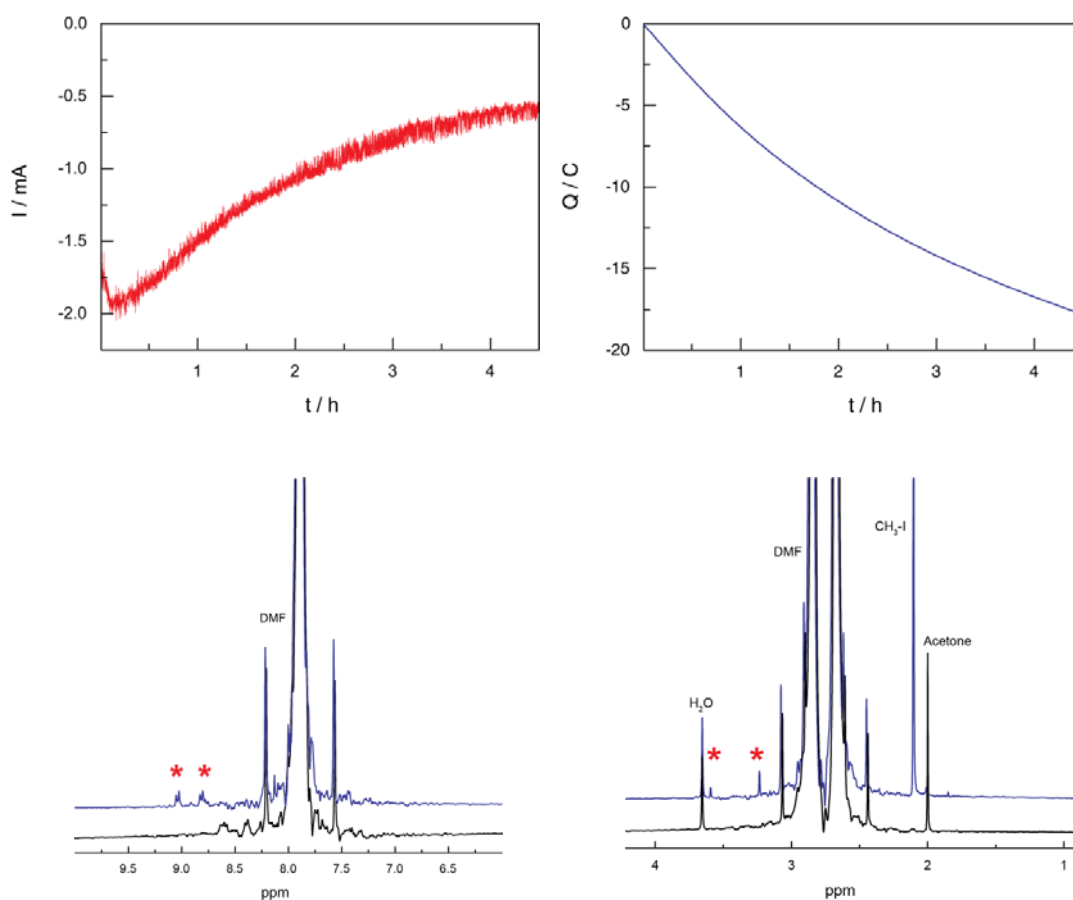 I / mA
0.0
-0.5
-1.0
-1.5
-2.0
1 2 3 4
t / h
Q / C
0
-5
-10
-15
-20
1 2 3 4
t / h
DMF
* *
9.5 9.0 8.5 8.0 7.5 7.0 6.5
ppm
CH₃-I
DMF
Acetone
H₂O
* *
4 3 2 1
ppm